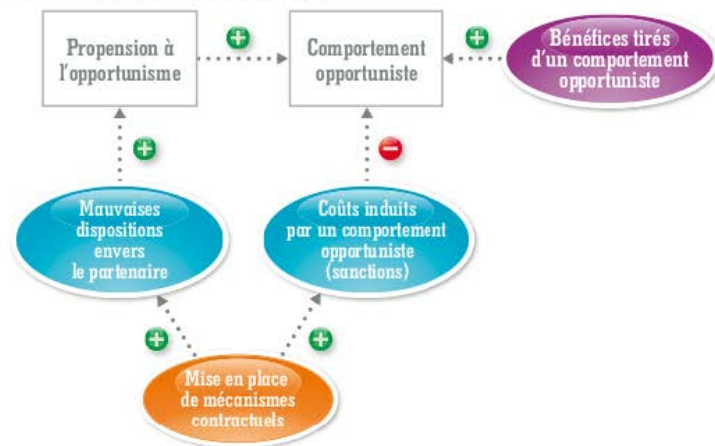 Propension à
l'opportunisme
+
Comportement
opportuniste
+
Bénéfices tirés
d'un comportement
opportuniste
+
−
Mauvaises
dispositions
envers
le partenaire
Coûts induits
par un comportement
opportuniste
(sanctions)
+
+
Mise en place
de mécanismes
contractuels